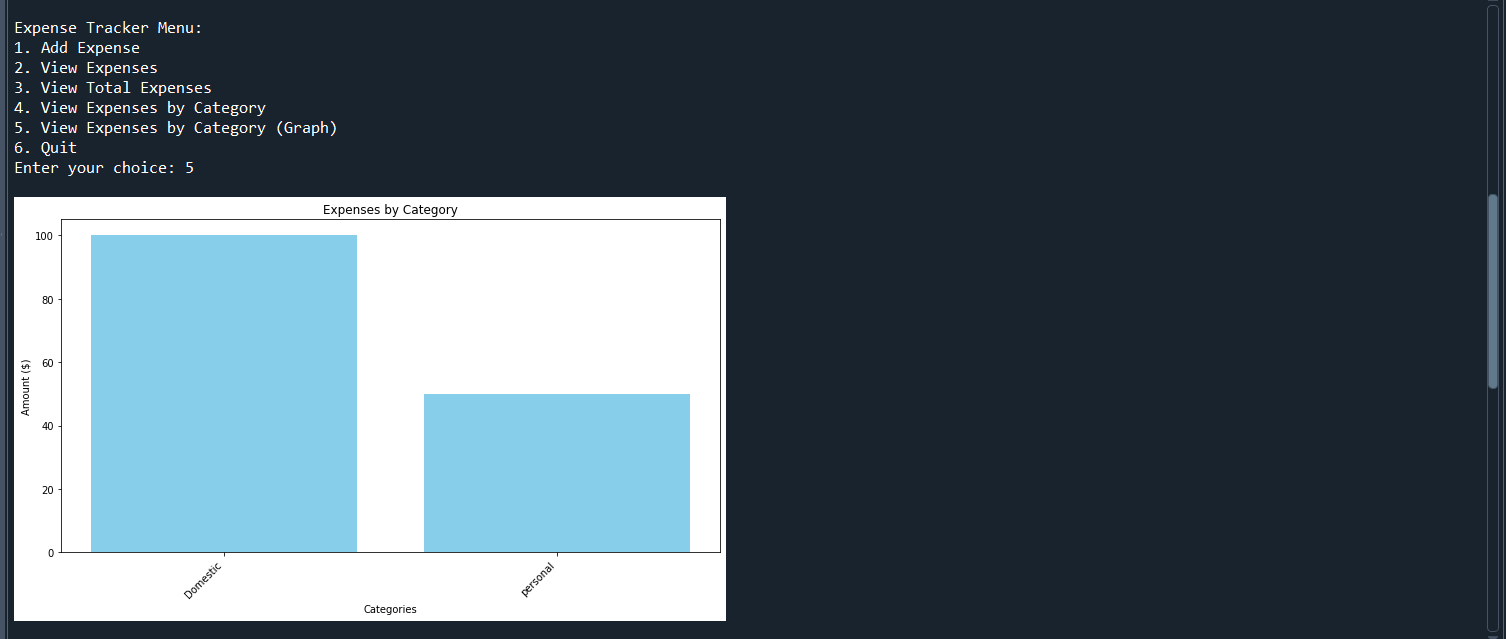 Expense Tracker Menu:
1. Add Expense
2. View Expenses
3. View Total Expenses
4. View Expenses by Category
5. View Expenses by Category (Graph)
6. Quit
Enter your choice: 5
Expenses by Category
100
80
60
40
20
0
Amount ($)
Domestic
personal
Categories